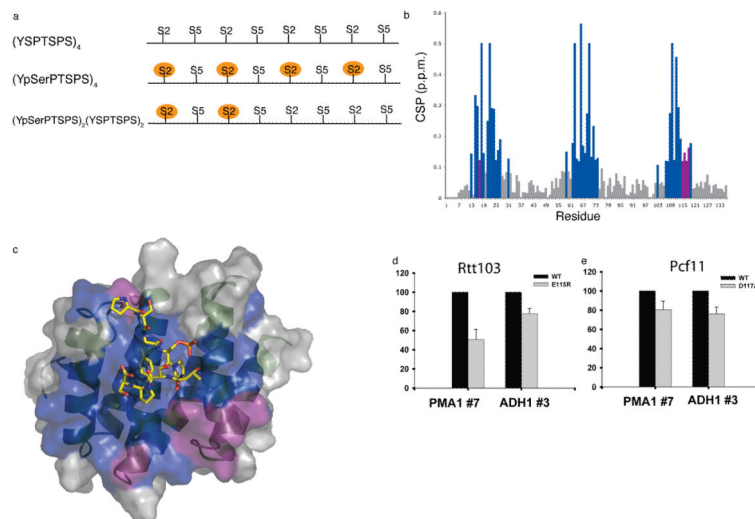 a
S2 S5 S2 S5 S2 S5 S2 S5
(YSPTSPS)4
S2 S5 S2 S5 S2 S5 S2 S5
(YpSerPTSPS)4
S2 S5 S2 S5 S2 S5 S2 S5
(YpSerPTSPS)2(YSPTSPS)2
b
CSP (p.p.m.)
0.6
0.5
0.4
0.3
0.2
0.1
0
1 7 13 19 25 31 37 43 49 55 61 67 73 79 85 91 97 103 109 115 121 127 133
Residue
c
d
Rtt103
WT
E115R
120
100
80
60
40
20
0
PMA1 #7 ADH1 #3
e
Pcf11
WT
120
100
80
60
40
20
0
PMA1 #7 ADH1 #3